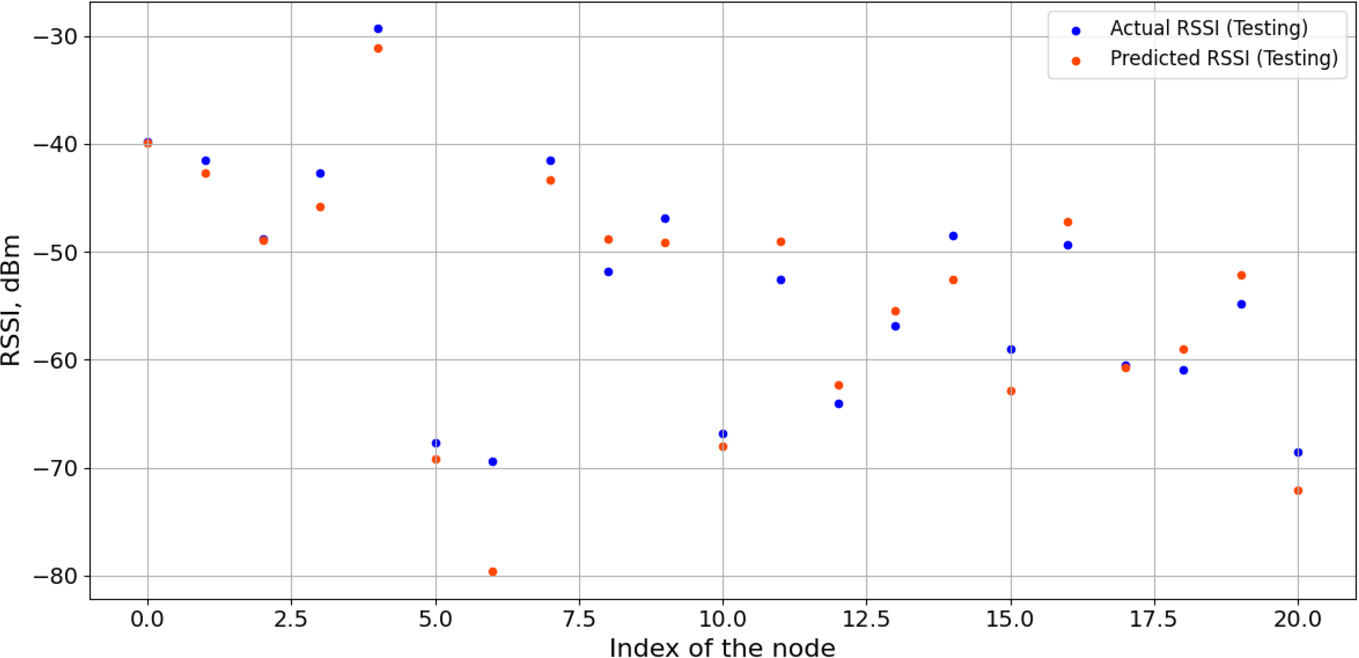 Actual RSSI (Testing)
Predicted RSSI (Testing)
RSSI, dBm
−30
−40
−50
−60
−70
−80
0.0 2.5 5.0 7.5 10.0 12.5 15.0 17.5 20.0
Index of the node